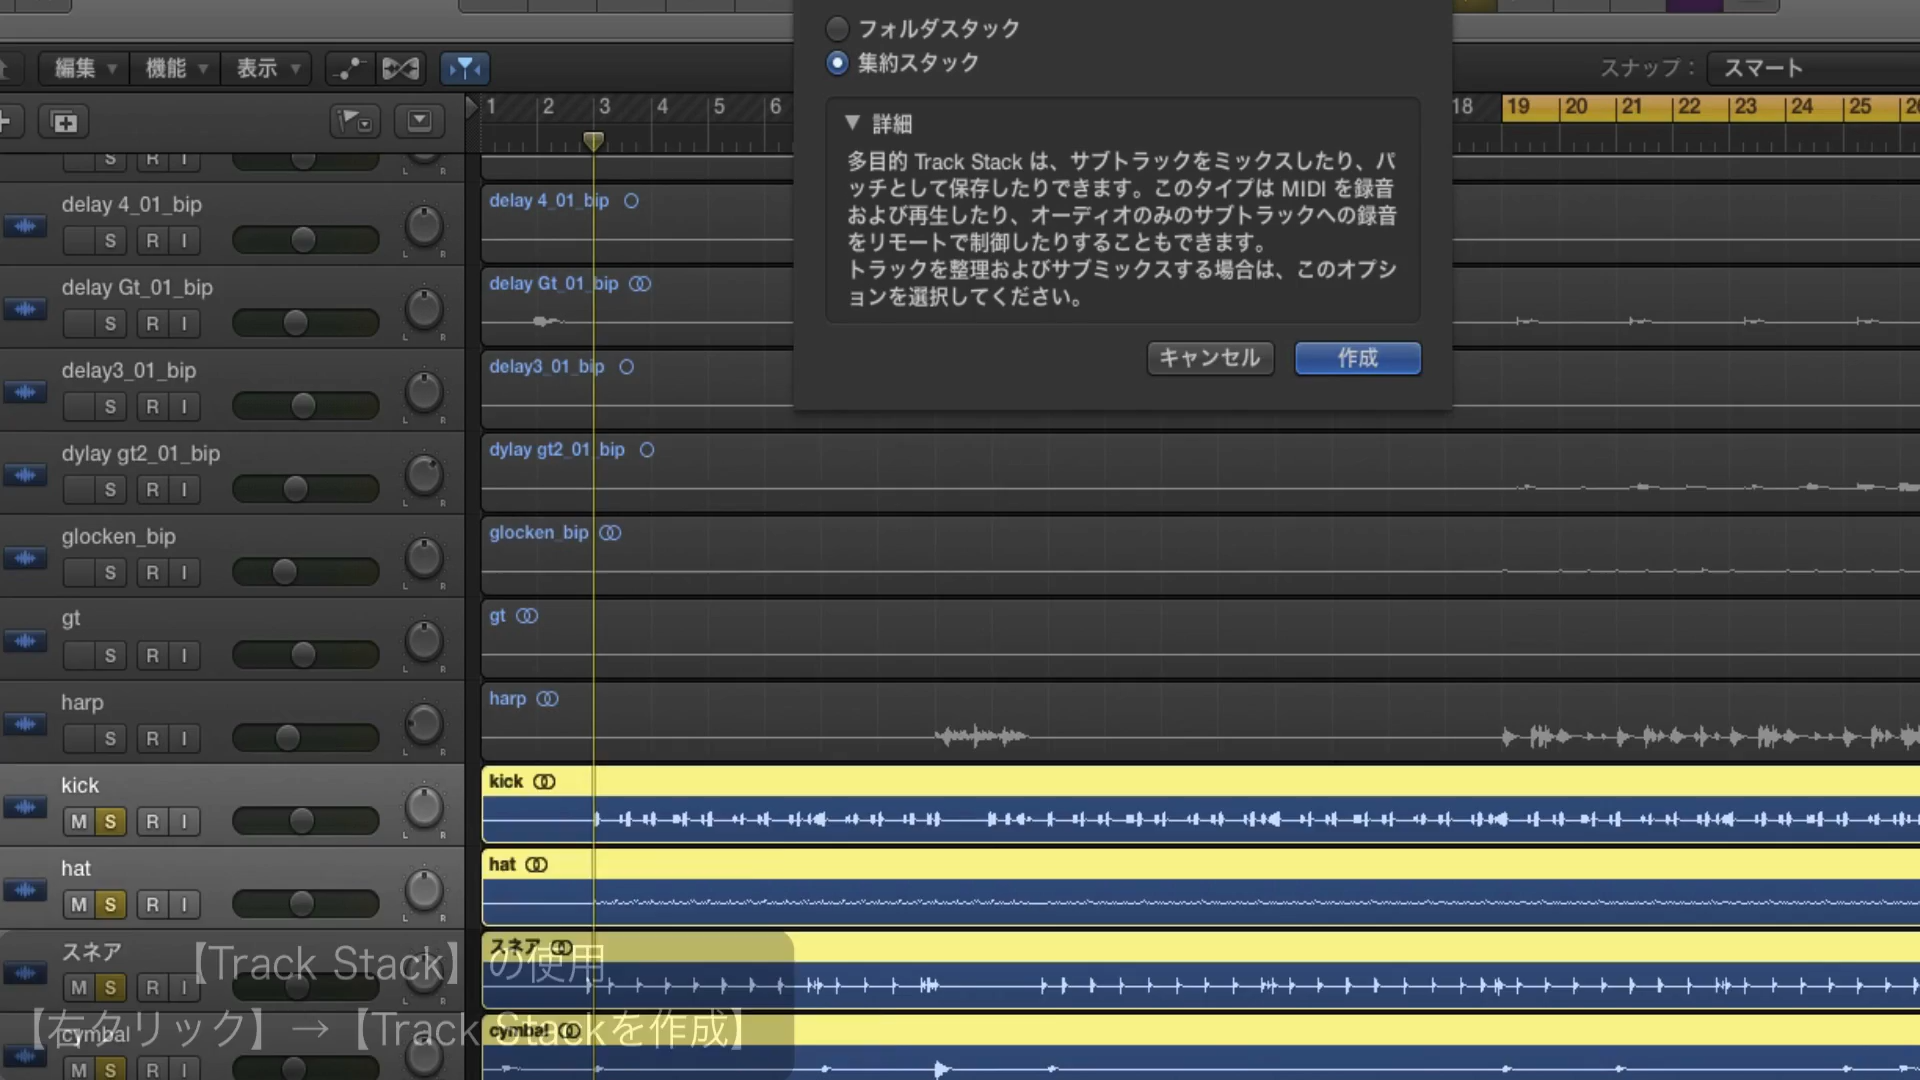 フォルダスタック
集約スタック
編集 機能 表示
スナップ： スマート
1 2 3 4 5 6 18 19 20 21 22 23 24 25
▼ 詳細
多目的 Track Stack は、サブトラックをミックスしたり、パ
ッチとして保存したりできます。このタイプは MIDI を録音
および再生したり、オーディオのみのサブトラックへの録音
をリモートで制御したりすることもできます。
トラックを整理およびサブミックスする場合は、このオプシ
ョンを選択してください。
キャンセル 作成
S R I L R
delay 4_01_bip
S R I L R
delay 4_01_bip
delay Gt_01_bip
S R I L R
delay Gt_01_bip
delay3_01_bip
S R I L R
delay3_01_bip
dylay gt2_01_bip
S R I L R
dylay gt2_01_bip
glocken_bip
S R I L R
glocken_bip
gt
S R I L R
gt
harp
S R I L R
harp
kick
M S R I L R
kick
hat
M S R I L R
hat
スネア
M S R I L R
スネア
cymbal
M S R I
cymbal
【Track Stack】の使用
【右クリック】→【Track Stackを作成】